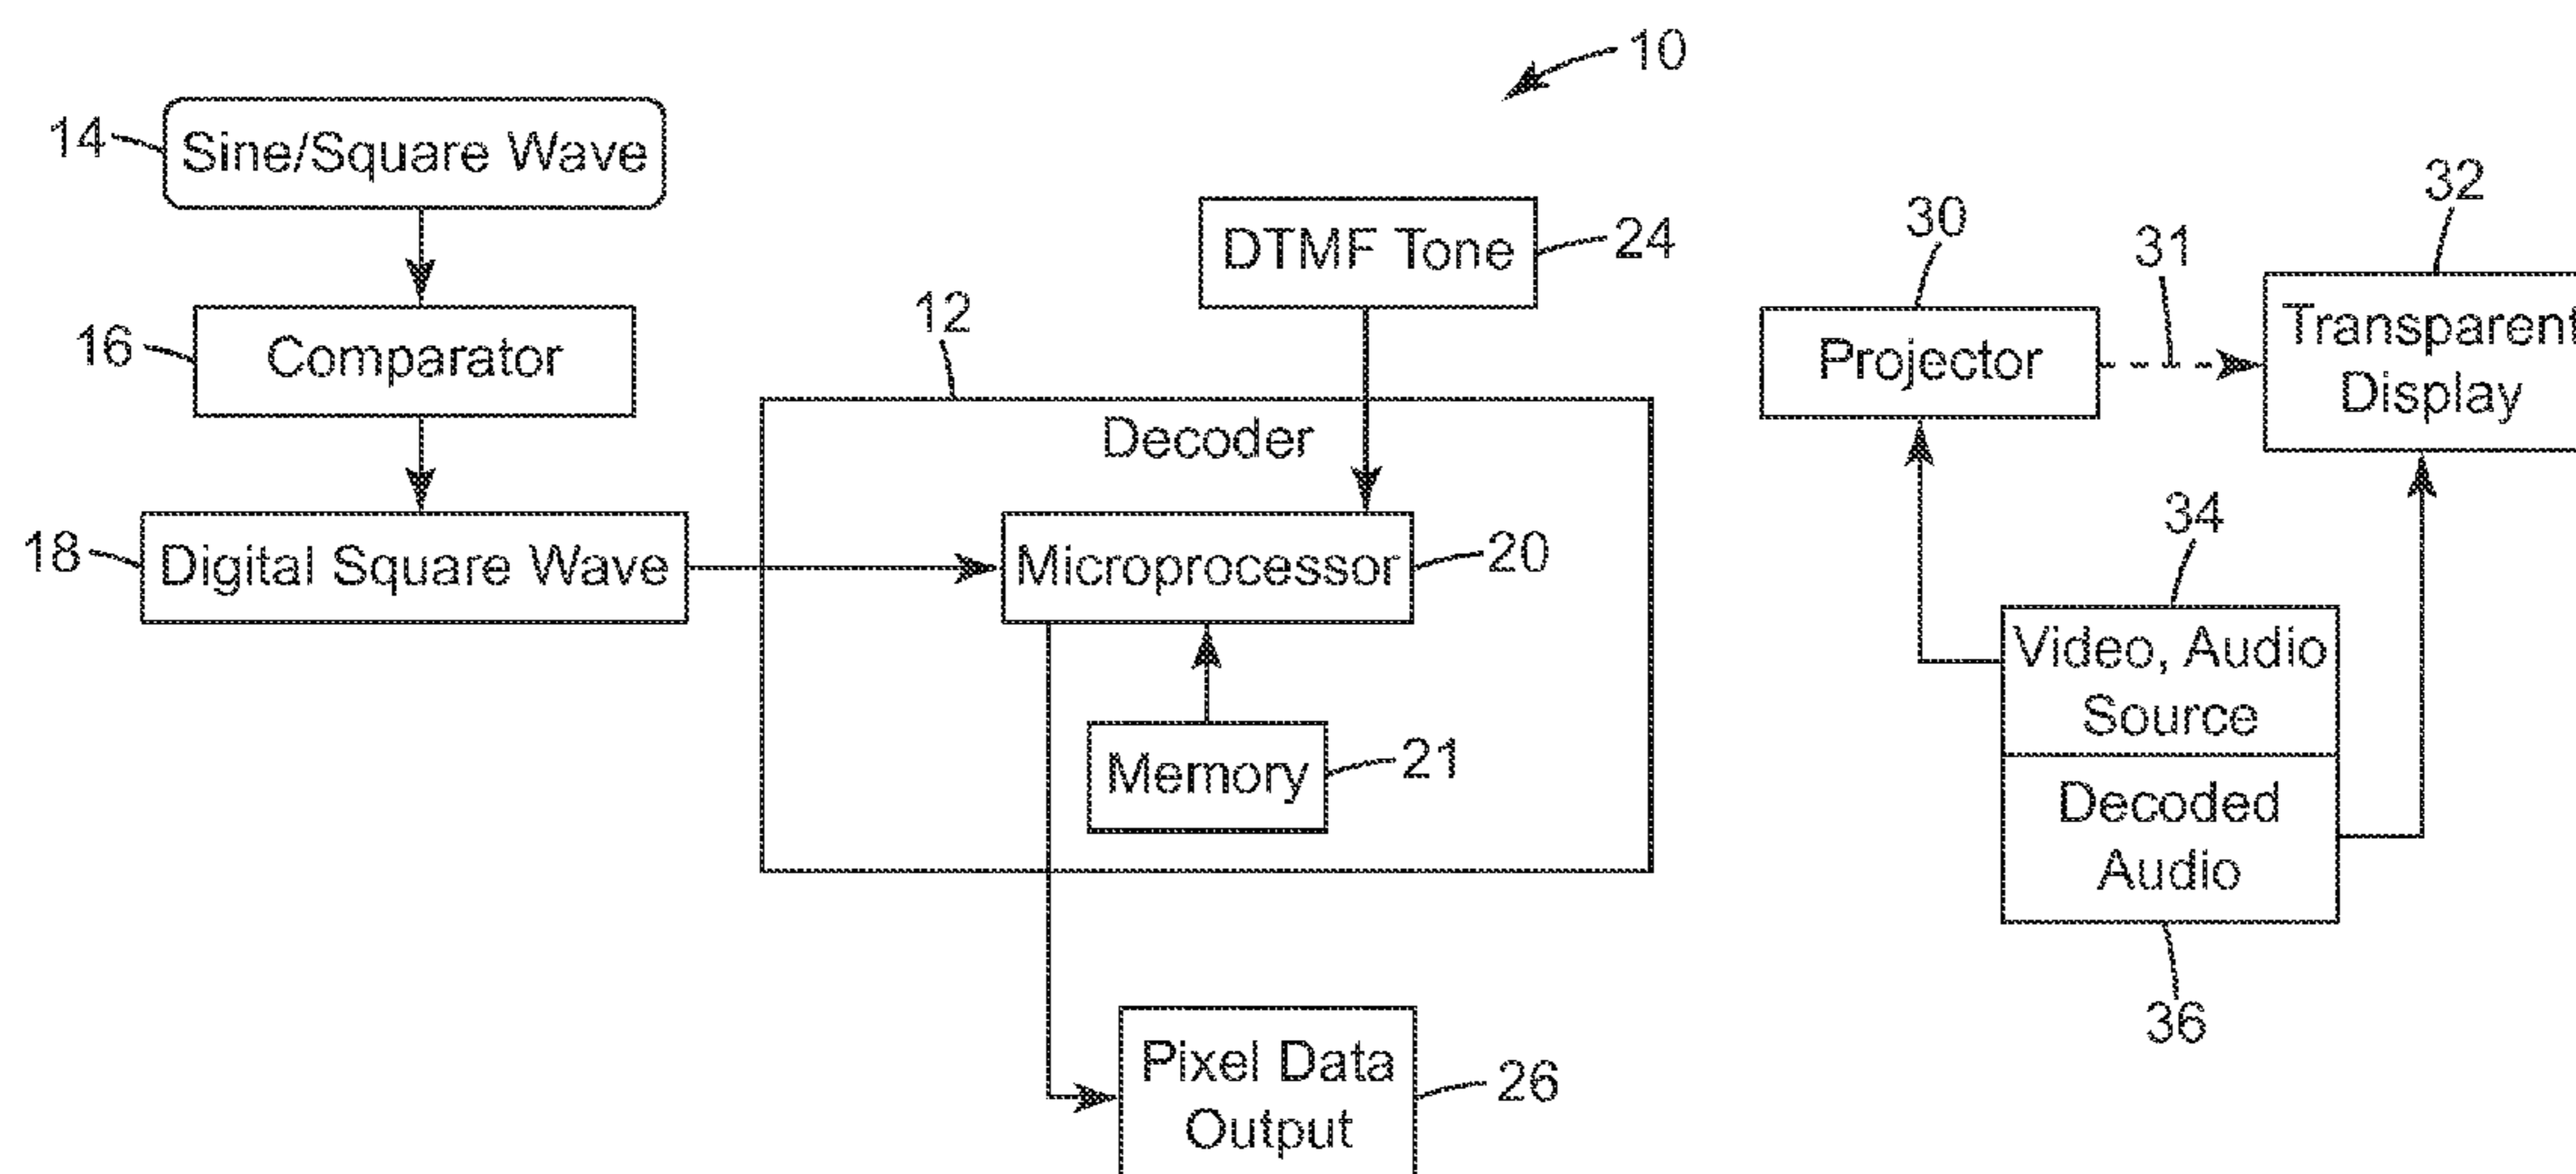 10
14
Sine/Square Wave
32
30
31
DTMF Tone
24
12
16
Comparator
Projector
Transparent
Display
Decoder
34
18
Digital Square Wave
Microprocessor
20
Video, Audio
Source
Memory
21
Decoded
Audio
36
Pixel Data
Output
26